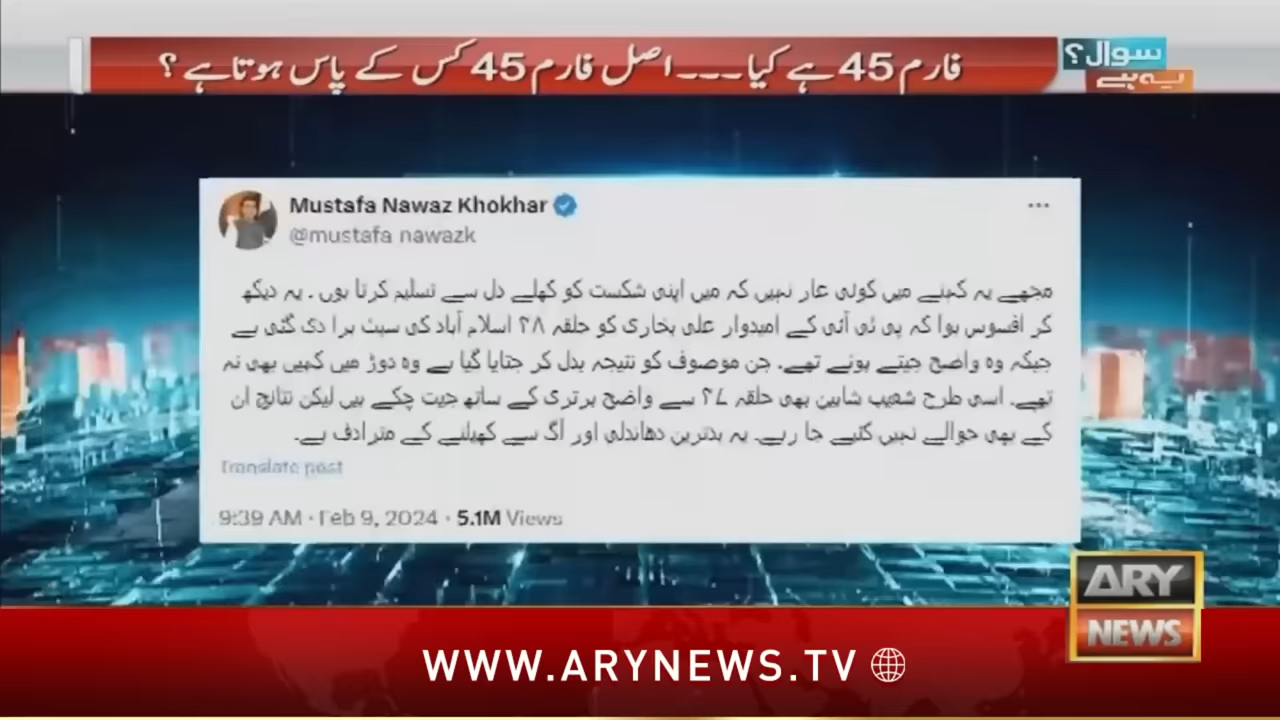 فارم 45 ہے کیا ۔۔۔ اصل فارم 45 کس کے پاس ہوتا ہے ؟
سوال؟
یہ ہے
Mustafa Nawaz Khokhar
@mustafa nawazk
مجھے یہ کہنے میں کوئی عار نہیں کہ میں اپنی شکست کو کھلے دل سے تسلیم کرتا ہوں ۔ یہ دیکھ
کر افسوس ہوا کہ پی ٹی آئی کے امیدوار علی بخاری کو حلقہ ۴۸ اسلام آباد کی سیٹ ہرا دی گئی ہے
جبکہ وہ واضح جیتے ہوئے تھے۔ جن موصوف کو نتیجہ بدل کر جتایا گیا ہے وہ دوڑ میں کہیں بھی نہ
تھے۔ اسی طرح شعیب شاہین بھی حلقہ ۴۷ سے واضح برتری کے ساتھ جیت چکے ہیں لیکن نتائج ان
کے بھی حوالے نہیں کئیے جا رہے۔ یہ بدترین دھاندلی اور آگ سے کھیلنے کے مترادف ہے۔
Translate post
9:39 AM · Feb 9, 2024 · 5.1M Views
ARY
NEWS
WWW.ARYNEWS.TV